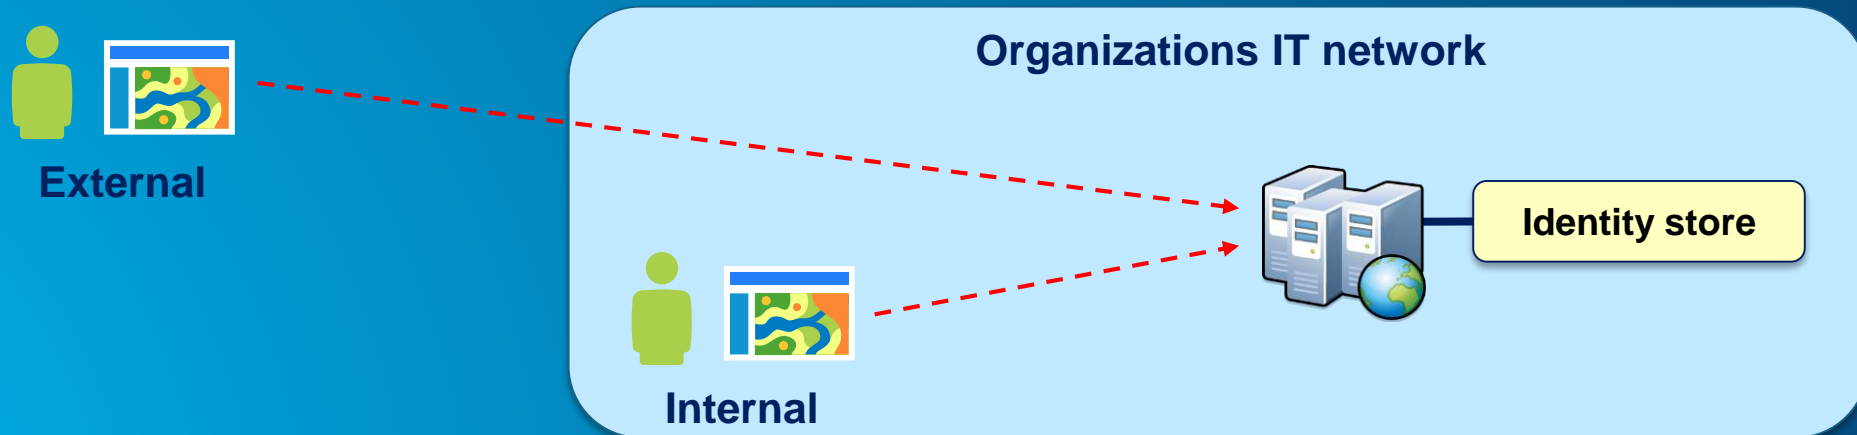 Organizations IT network
External
Identity store
Internal